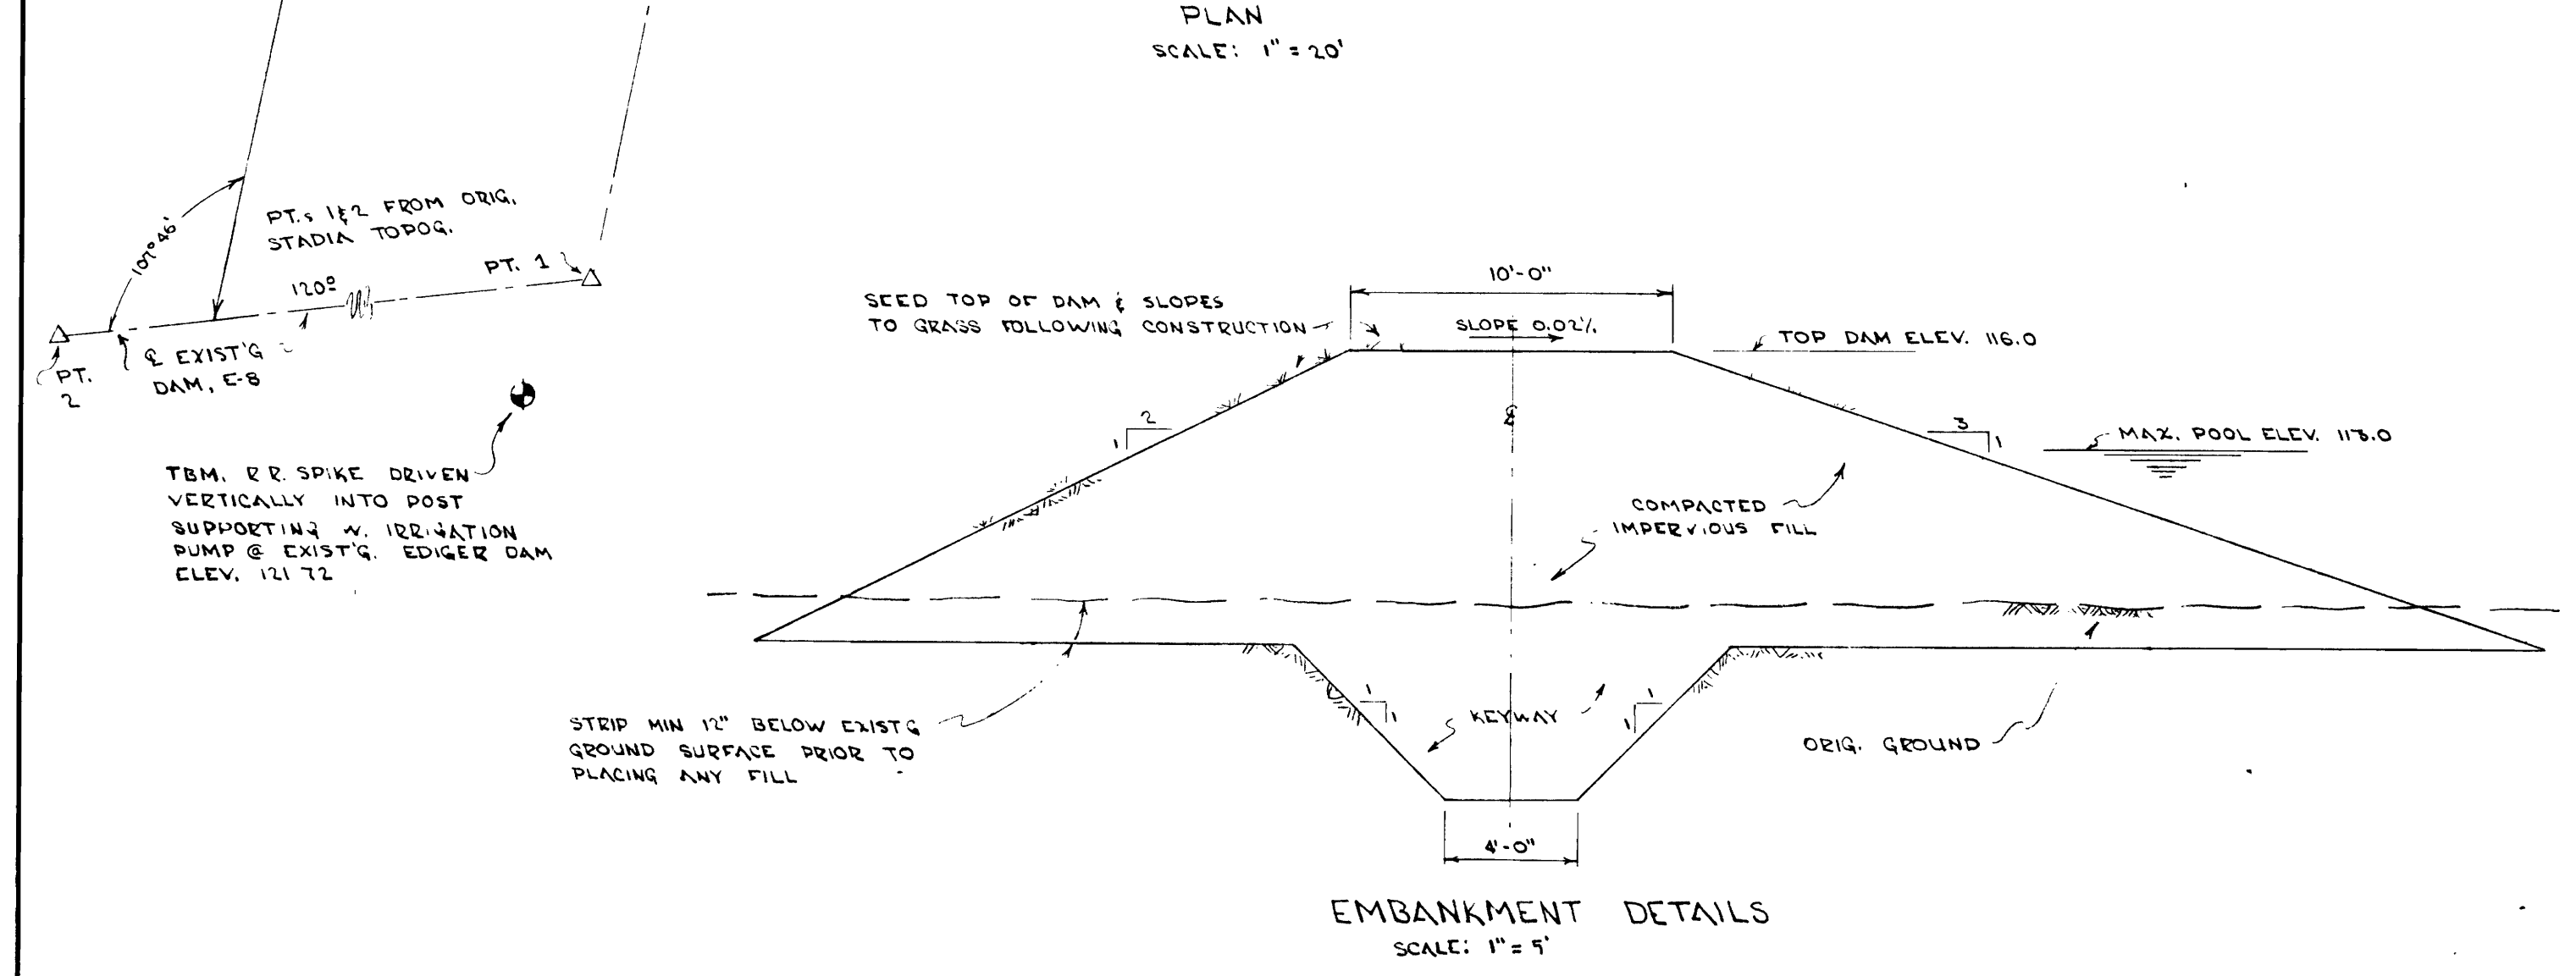 PLAN
SCALE: 1" = 20'
107° 46'
PT.s 1 & 2 FROM ORIG.
STADIA TOPOG.
PT. 1
120°
℄ EXIST'G
DAM, E-8
PT.
2
TBM. RR. SPIKE DRIVEN
VERTICALLY INTO POST
SUPPORTING W. IRRIGATION
PUMP @ EXIST'G. EDIGER DAM
ELEV. 121 72
10'-0"
SEED TOP OF DAM & SLOPES
TO GRASS FOLLOWING CONSTRUCTION
SLOPE 0.02%
TOP DAM ELEV. 116.0
2
1
℄
3
1
MAX. POOL ELEV. 113.0
COMPACTED
IMPERVIOUS FILL
STRIP MIN 12" BELOW EXIST G
GROUND SURFACE PRIOR TO
PLACING ANY FILL
1
1
KEYWAY
1
1
ORIG. GROUND
4'-0"
EMBANKMENT DETAILS
SCALE: 1" = 5'